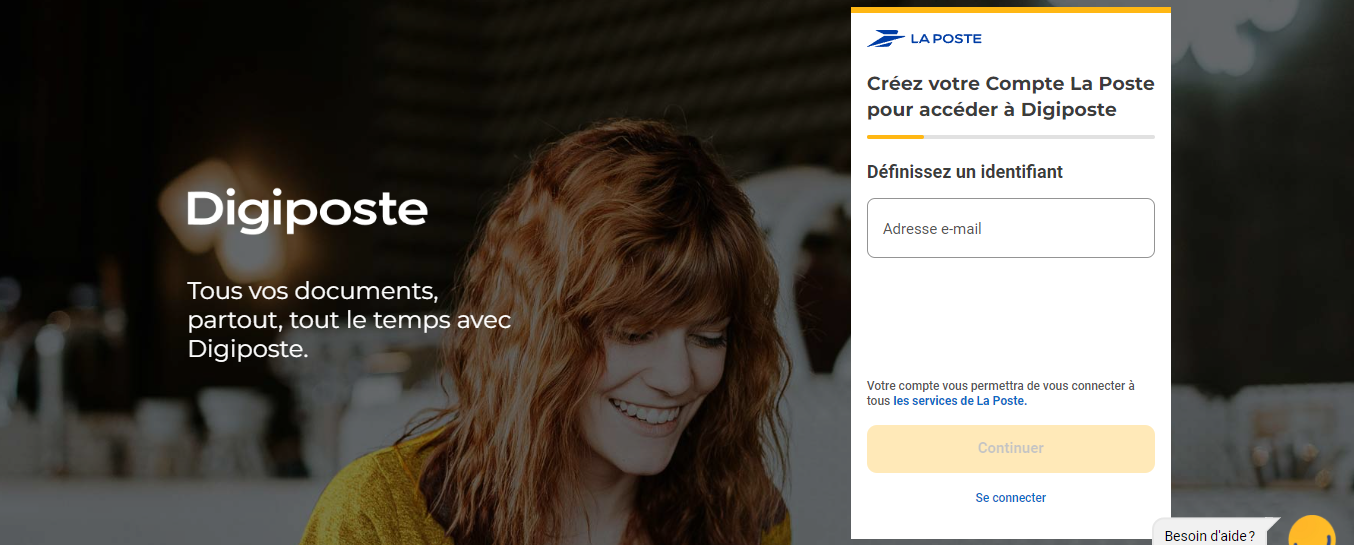 Digiposte
Tous vos documents,
partout, tout le temps avec
Digiposte.
LA POSTE
Créez votre Compte La Poste
pour accéder à Digiposte
Définissez un identifiant
Adresse e-mail
Votre compte vous permettra de vous connecter à
tous les services de La Poste.
Continuer
Se connecter
Besoin d'aide ?